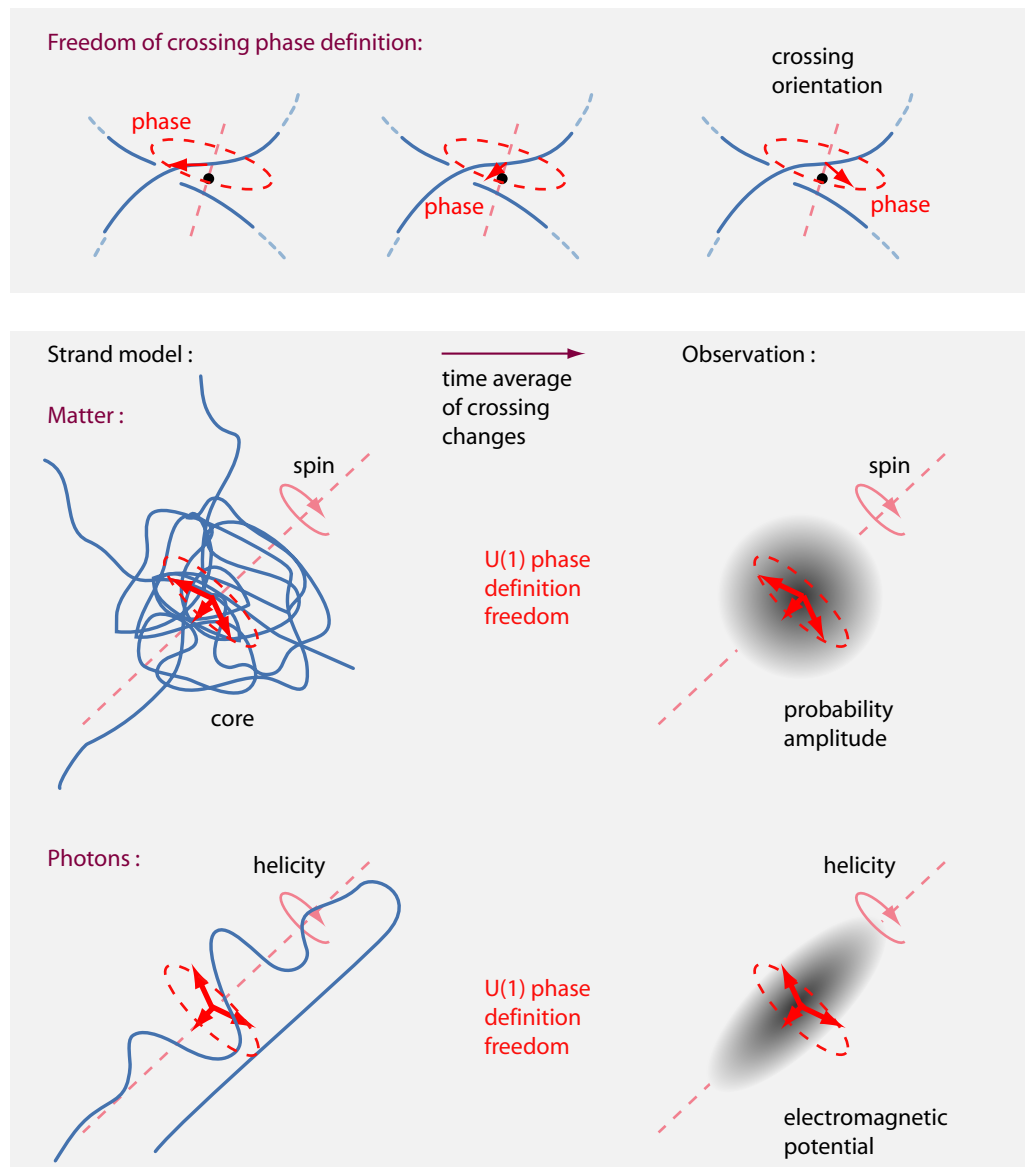 Freedom of crossing phase definition:
crossing
orientation
phase
phase
phase
Strand model :
Observation :
time average
of crossing
changes
Matter :
spin
spin
U(1) phase
definition
freedom
core
probability
amplitude
Photons :
helicity
helicity
U(1) phase
definition
freedom
electromagnetic
potential